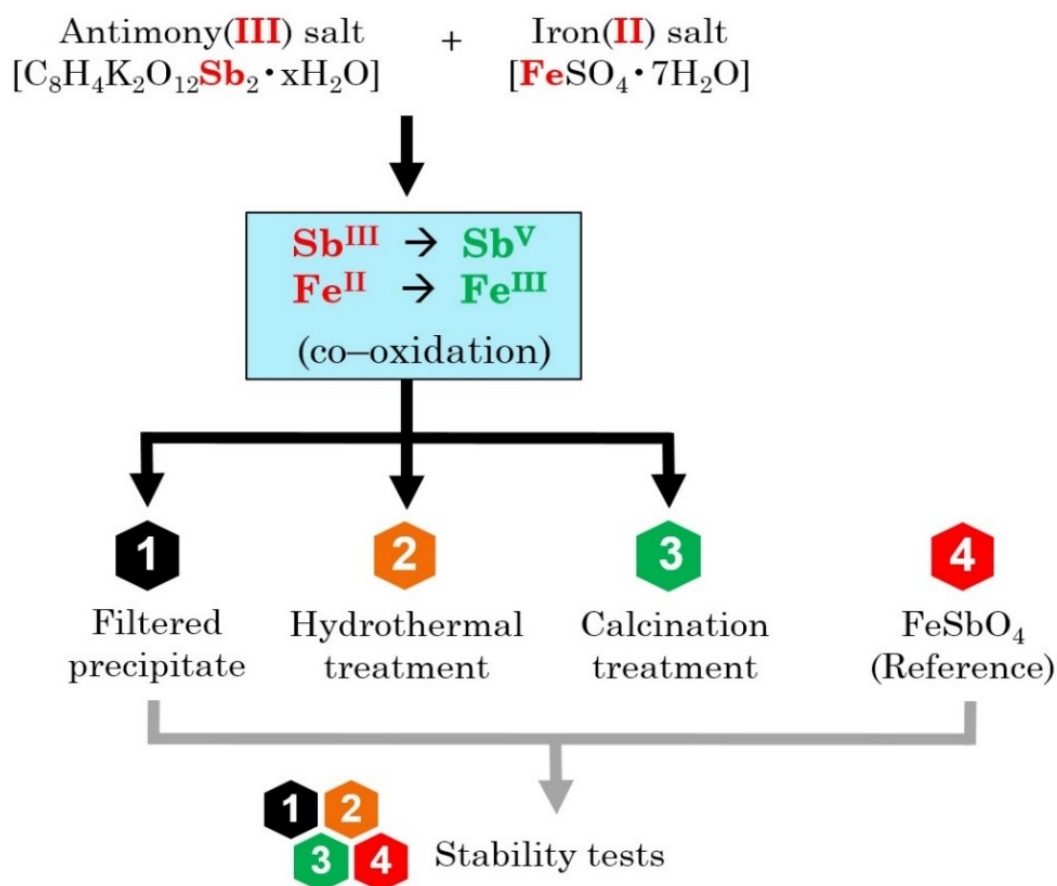 Antimony(III) salt + Iron(II) salt
[C₈H₄K₂O₁₂Sb₂·xH₂O] [FeSO₄·7H₂O]
Sbᴵᴵᴵ → Sbⱽ
Feᴵᴵ → Feᴵᴵᴵ
(co–oxidation)
1 2 3 4
Filtered precipitate
Hydrothermal treatment
Calcination treatment
FeSbO₄ (Reference)
1 2
3 4 Stability tests